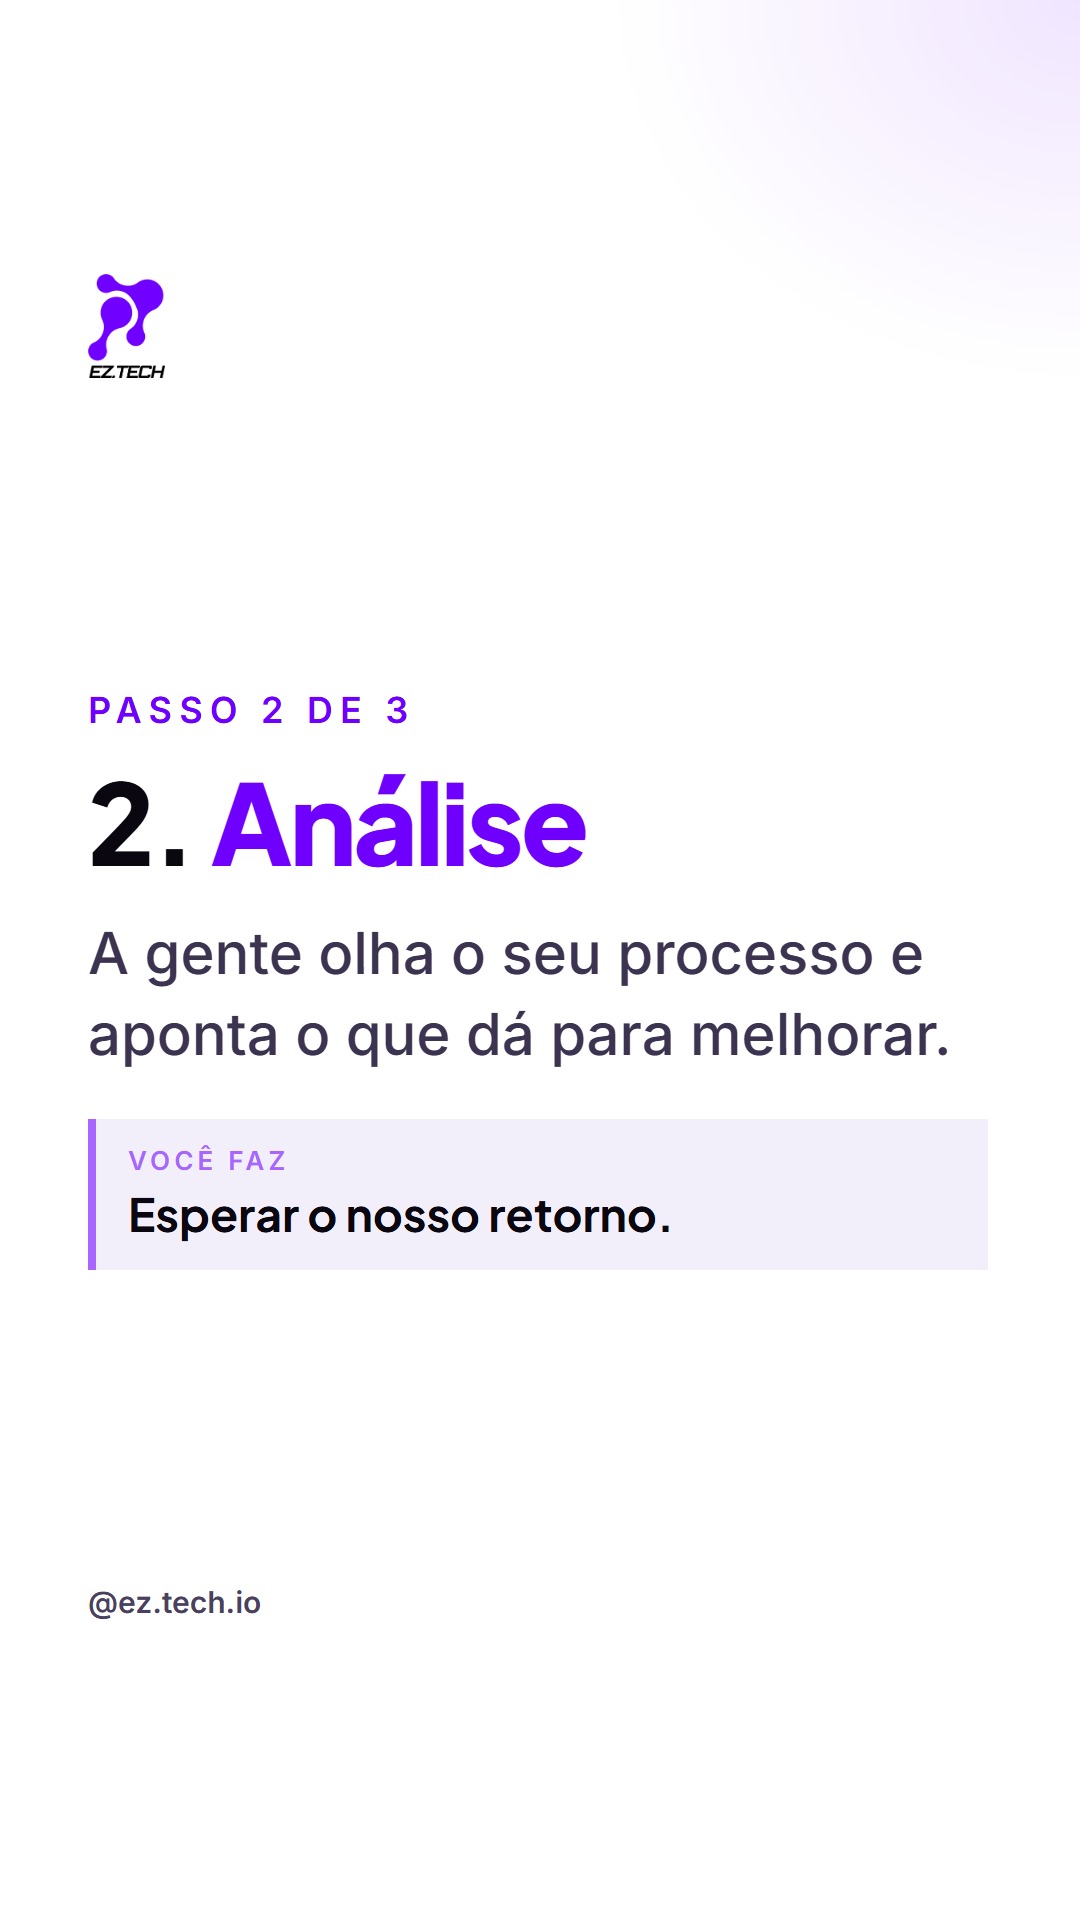 EZ.TECH
PASSO 2 DE 3
2. Análise
A gente olha o seu processo e
aponta o que dá para melhorar.
VOCÊ FAZ
Esperar o nosso retorno.
@ez.tech.io